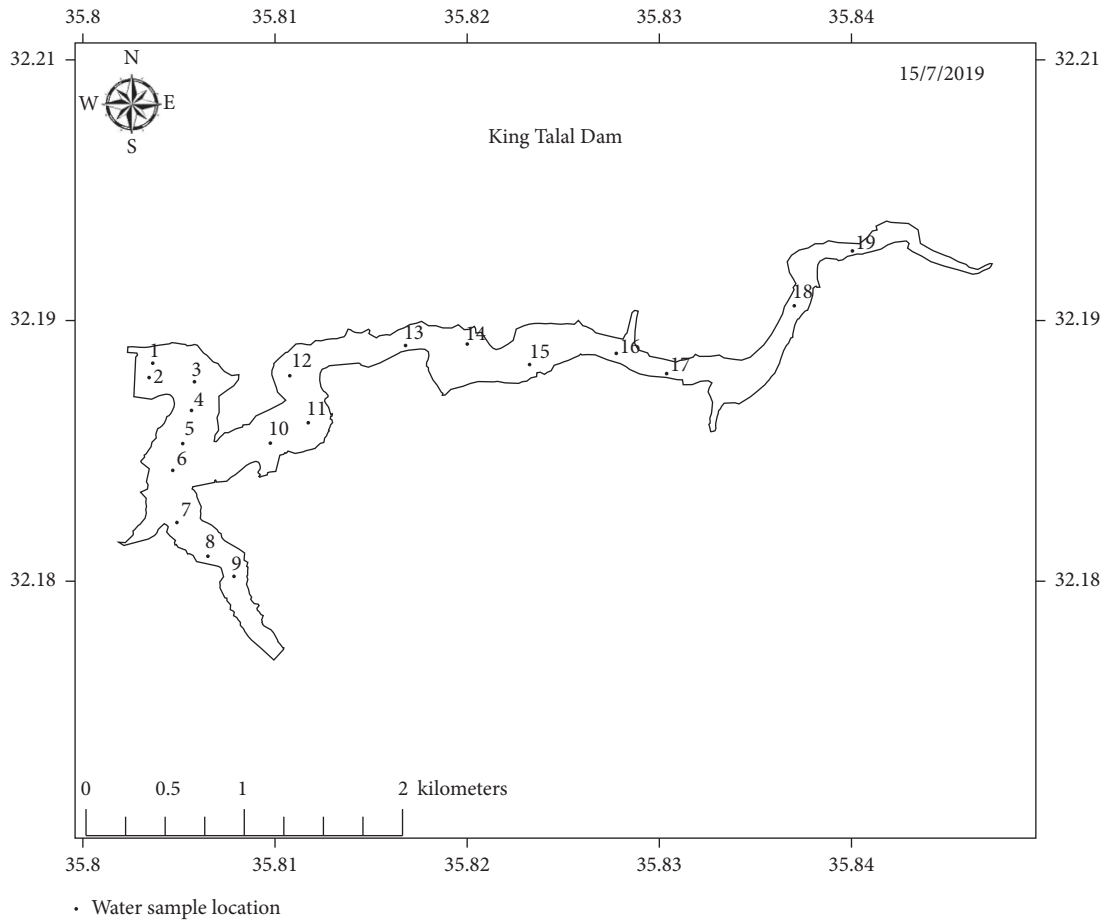 35.8 35.81 35.82 35.83 35.84
32.21 32.21
15/7/2019
N
W E
S
King Talal Dam
19
18
32.19 32.19
13 14
1 12 15 16 17
2 3
4 11
5 10
6
7
8
9
32.18 32.18
0 0.5 1 2 kilometers
35.8 35.81 35.82 35.83 35.84
· Water sample location